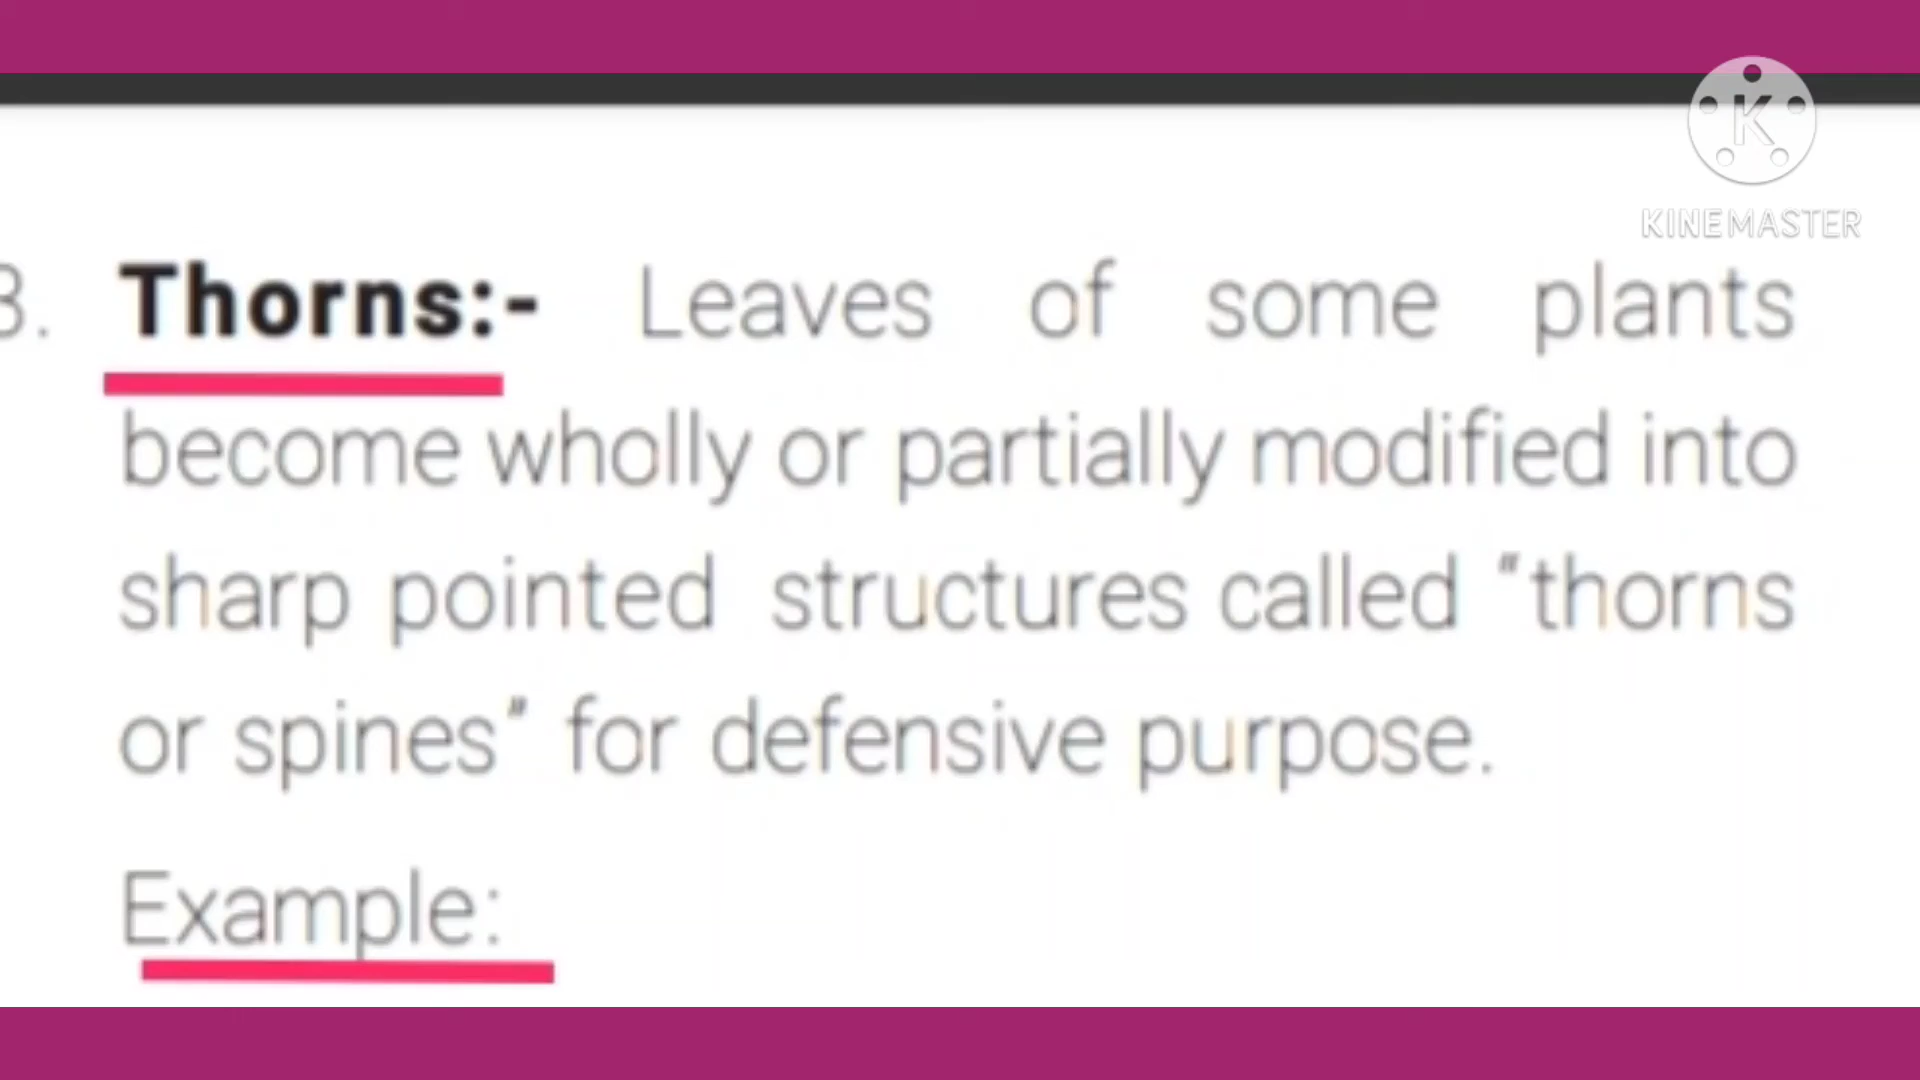 K
KINEMASTER
3. Thorns:- Leaves of some plants
become wholly or partially modified into
sharp pointed structures called "thorns
or spines" for defensive purpose.
Example: